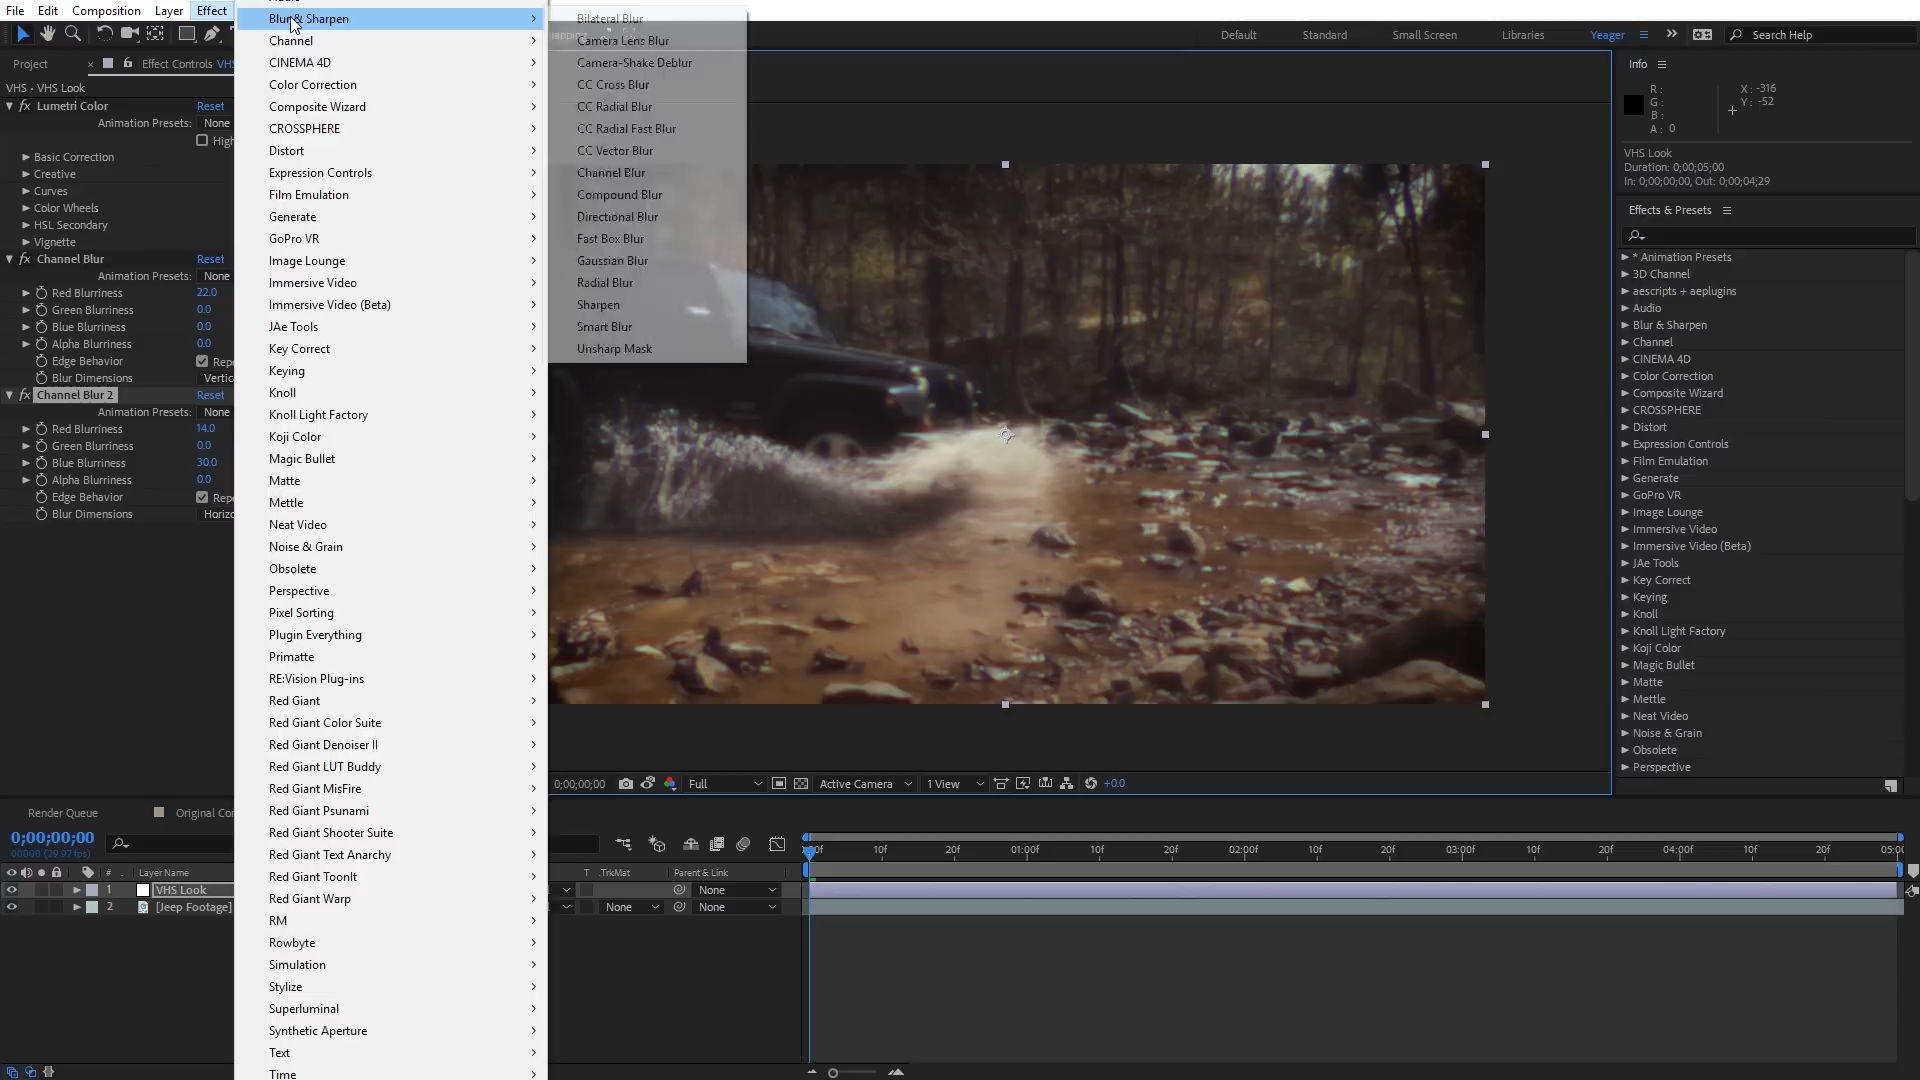 File Edit Composition Layer Effect
Default Standard Small Screen Libraries Yeager Search Help
Project Effect Controls VHS
VHS • VHS Look
fx Lumetri Color Reset
Animation Presets: None
High
Basic Correction
Creative
Curves
Color Wheels
HSL Secondary
Vignette
fx Channel Blur Reset
Animation Presets: None
Red Blurriness 22.0
Green Blurriness 0.0
Blue Blurriness 0.0
Alpha Blurriness 0.0
Edge Behavior Repe
Blur Dimensions Vertic
fx Channel Blur 2 Reset
Animation Presets: None
Red Blurriness 14.0
Green Blurriness 0.0
Blue Blurriness 30.0
Alpha Blurriness 0.0
Edge Behavior Repe
Blur Dimensions Horizo
Blur & Sharpen
Channel
CINEMA 4D
Color Correction
Composite Wizard
CROSSPHERE
Distort
Expression Controls
Film Emulation
Generate
GoPro VR
Image Lounge
Immersive Video
Immersive Video (Beta)
JAe Tools
Key Correct
Keying
Knoll
Knoll Light Factory
Koji Color
Magic Bullet
Matte
Mettle
Neat Video
Noise & Grain
Obsolete
Perspective
Pixel Sorting
Plugin Everything
Primatte
RE:Vision Plug-ins
Red Giant
Red Giant Color Suite
Red Giant Denoiser II
Red Giant LUT Buddy
Red Giant MisFire
Red Giant Psunami
Red Giant Shooter Suite
Red Giant Text Anarchy
Red Giant ToonIt
Red Giant Warp
RM
Rowbyte
Simulation
Stylize
Superluminal
Synthetic Aperture
Text
Time
Bilateral Blur
Camera Lens Blur
Camera-Shake Deblur
CC Cross Blur
CC Radial Blur
CC Radial Fast Blur
CC Vector Blur
Channel Blur
Compound Blur
Directional Blur
Fast Box Blur
Gaussian Blur
Radial Blur
Sharpen
Smart Blur
Unsharp Mask
Info
R :
G :
B :
A : 0
X : -316
Y : -52
VHS Look
Duration: 0;00;05;00
In: 0;00;00;00, Out: 0;00;04;29
Effects & Presets
* Animation Presets
3D Channel
aescripts + aeplugins
Audio
Blur & Sharpen
Channel
CINEMA 4D
Color Correction
Composite Wizard
CROSSPHERE
Distort
Expression Controls
Film Emulation
Generate
GoPro VR
Image Lounge
Immersive Video
Immersive Video (Beta)
JAe Tools
Key Correct
Keying
Knoll
Knoll Light Factory
Koji Color
Magic Bullet
Matte
Mettle
Neat Video
Noise & Grain
Obsolete
Perspective
0;00;00;00 Full Active Camera 1 View +0.0
Render Queue Original Co
0;00;00;00
00000 (29.97 fps)
# Layer Name T .TrkMat Parent & Link
1 VHS Look None
2 [Jeep Footage] None None
10f 20f 01:00f 10f 20f 02:00f 10f 20f 03:00f 10f 20f 04:00f 10f 20f